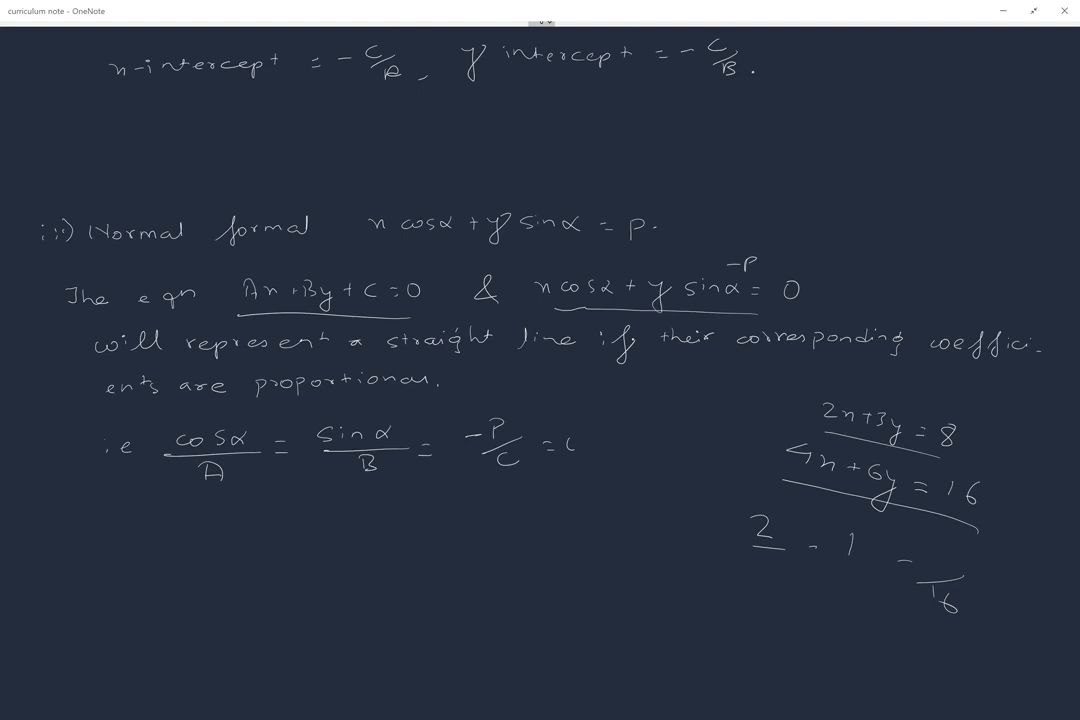 curriculum note - OneNote
x-intercept = - C/A, y intercept = - C/B.
iii) Normal formal x cosα + y sinα = p.
The eqn Ax+By+C=0 & x cosα + y sinα -P = 0
will represent a straight line if their corresponding coeffici-
ents are proportional.
i.e cosα/A = sinα/B = -P/C =
2x+3y = 8
4x+6y = 16
2
1
16